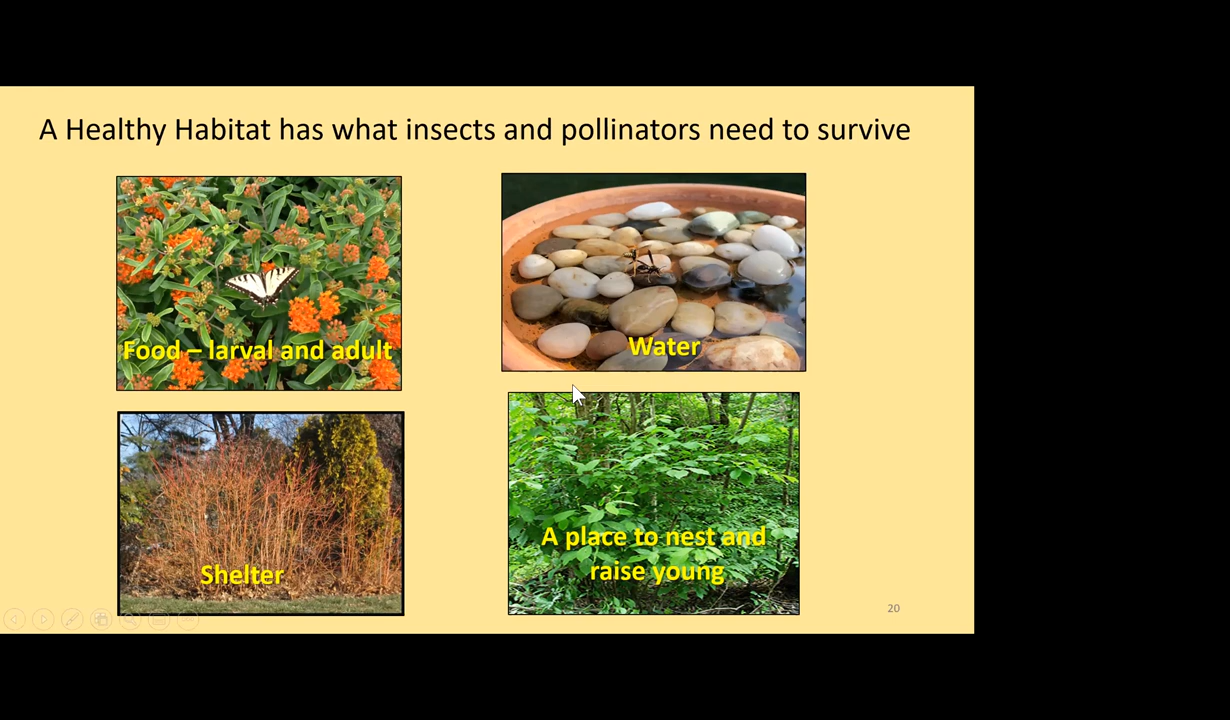 A Healthy Habitat has what insects and pollinators need to survive
Food – larval and adult
Water
Shelter
A place to nest and
raise young
20